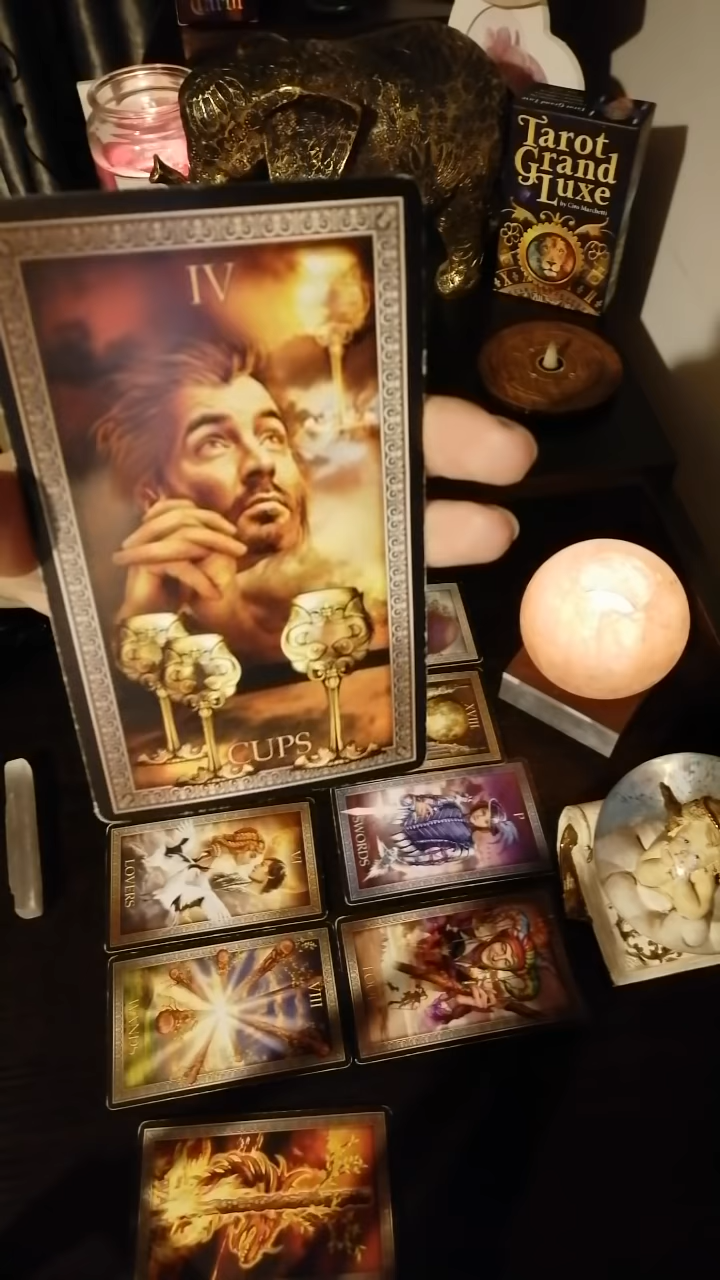 Tarot
Grand
Luxe
by Ciro Marchetti
IV
CUPS
XVIII
VI
LOVERS
P
SWORDS
VIII
WANDS